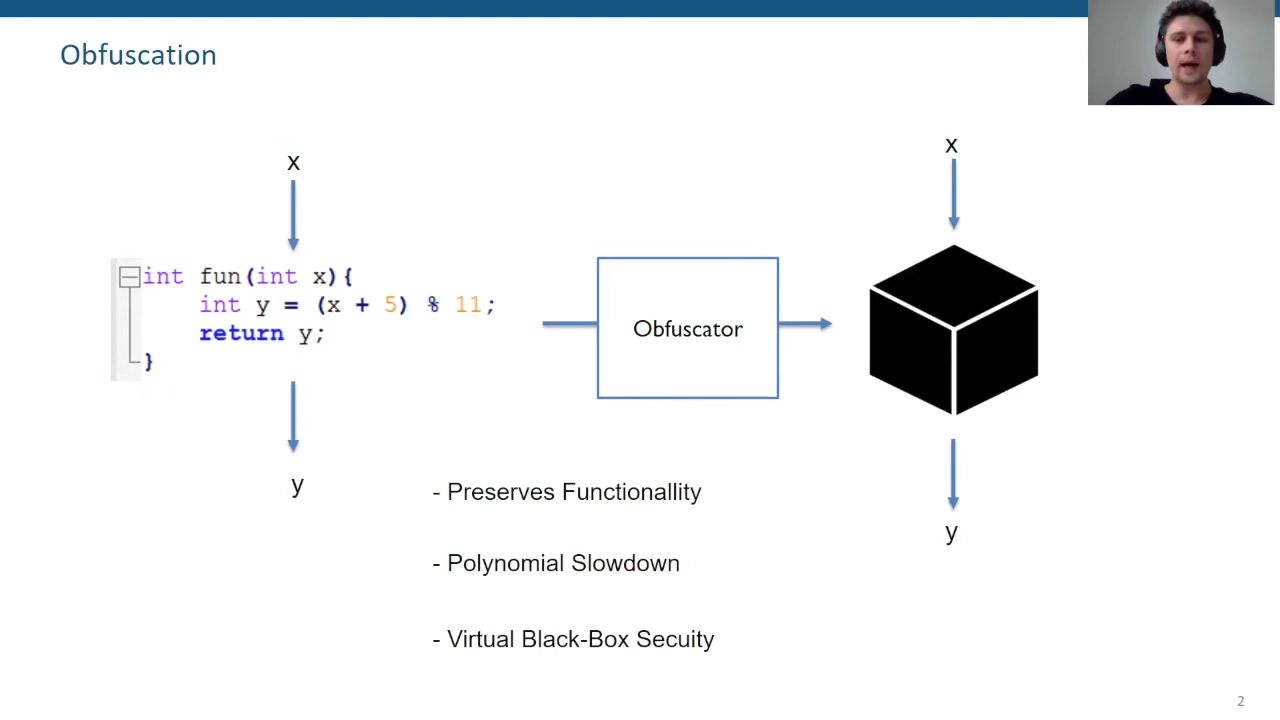 Obfuscation
x
int fun(int x){
int y = (x + 5) % 11;
return y;
}
y
Obfuscator
x
y
- Preserves Functionallity
- Polynomial Slowdown
- Virtual Black-Box Secuity
2